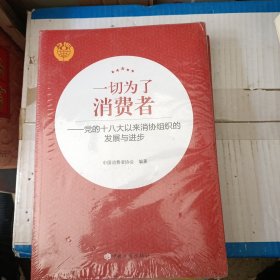 一切为了
消费者
——党的十八大以来消协组织的
发展与进步
中国消费者协会 编著